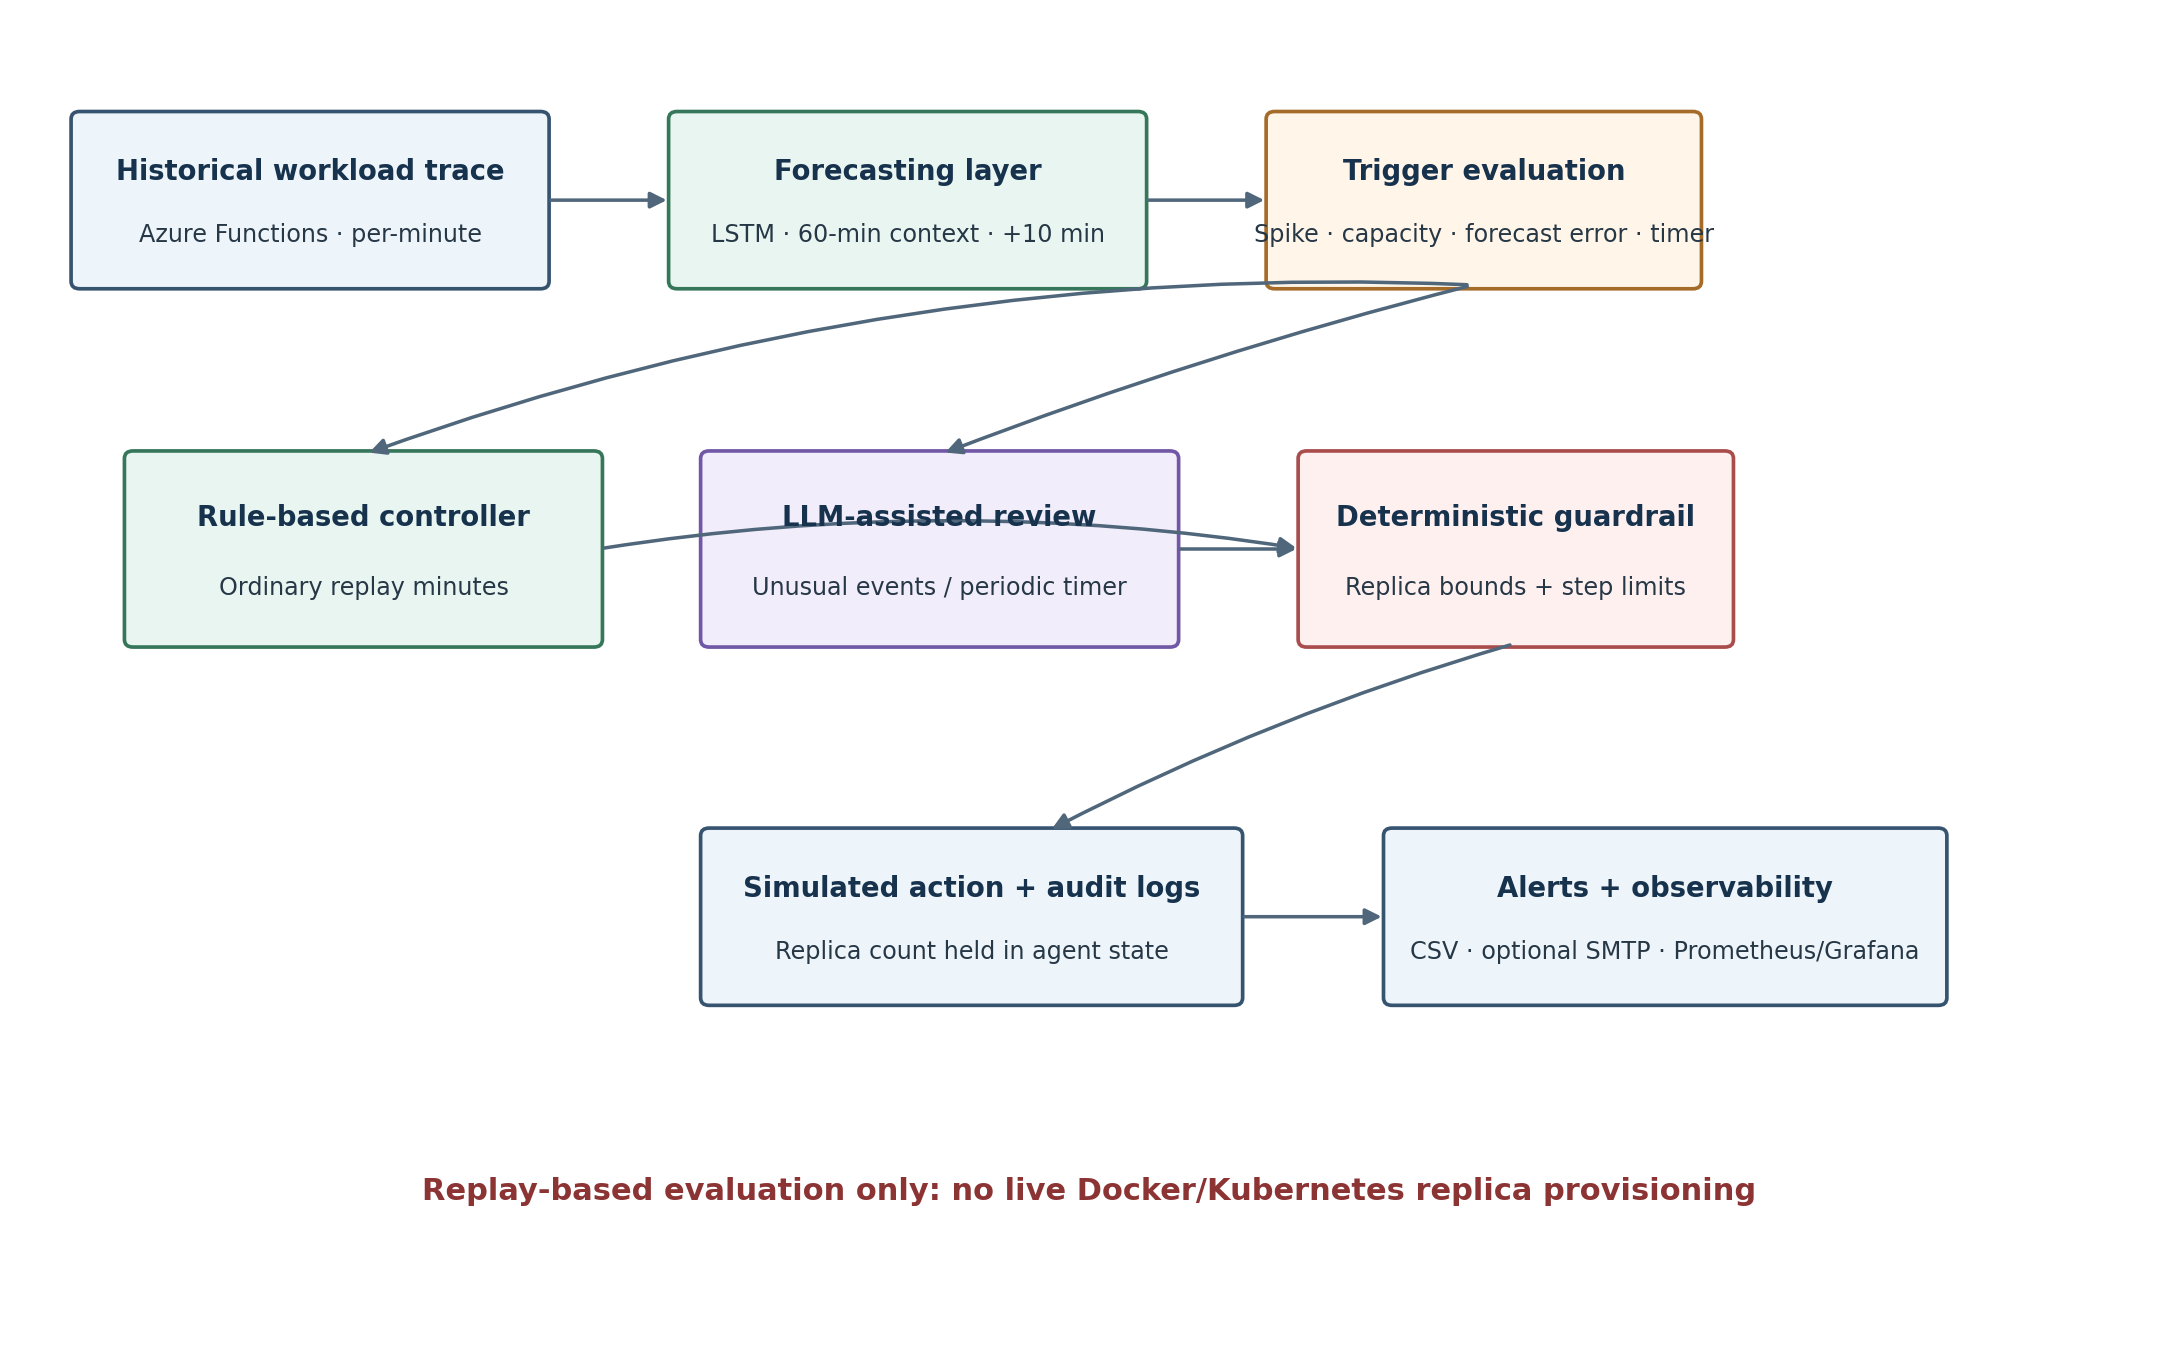 Historical workload trace
Azure Functions · per-minute
Forecasting layer
LSTM · 60-min context · +10 min
Trigger evaluation
Spike · capacity · forecast error · timer
Rule-based controller
Ordinary replay minutes
LLM-assisted review
Unusual events / periodic timer
Deterministic guardrail
Replica bounds + step limits
Simulated action + audit logs
Replica count held in agent state
Alerts + observability
CSV · optional SMTP · Prometheus/Grafana
Replay-based evaluation only: no live Docker/Kubernetes replica provisioning